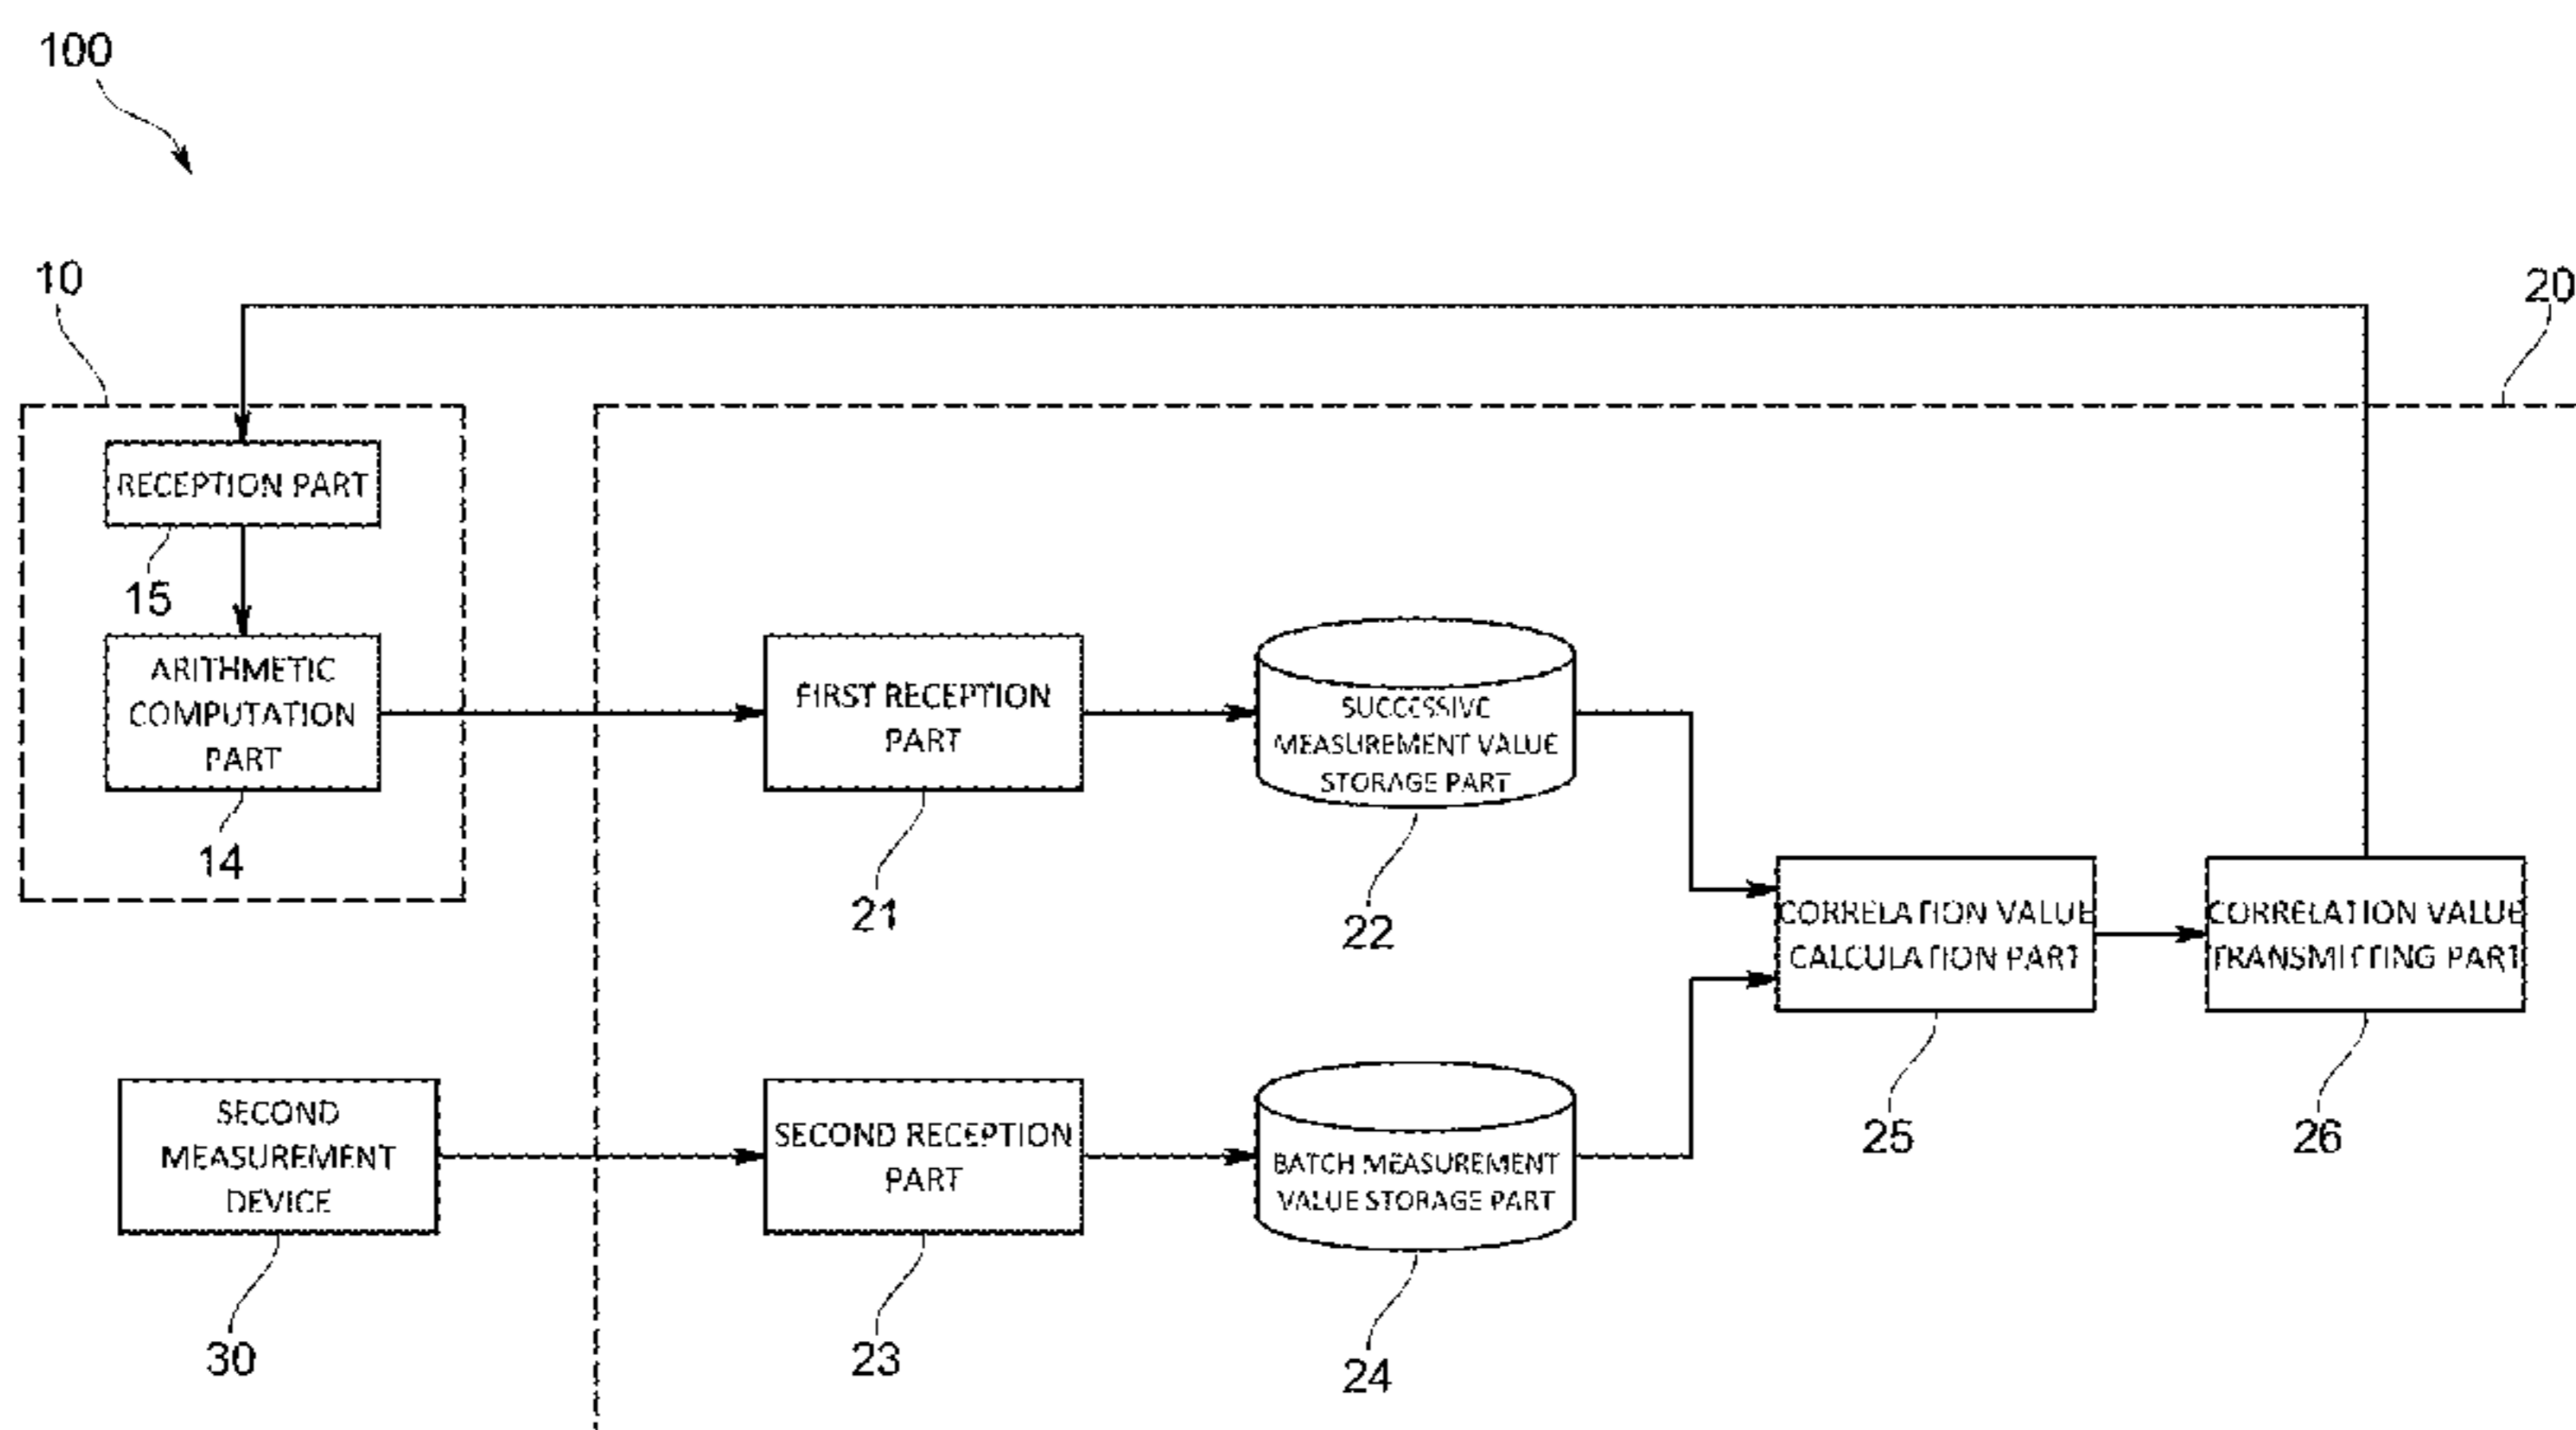 100
10
20
RECEPTION PART
15
ARITHMETIC
COMPUTATION
PART
14
FIRST RECEPTION
PART
21
SUCCESSIVE
MEASUREMENT VALUE
STORAGE PART
22
CORRELATION VALUE
CALCULATION PART
25
CORRELATION VALUE
TRANSMITTING PART
26
SECOND
MEASUREMENT
DEVICE
30
SECOND RECEPTION
PART
23
BATCH MEASUREMENT
VALUE STORAGE PART
24